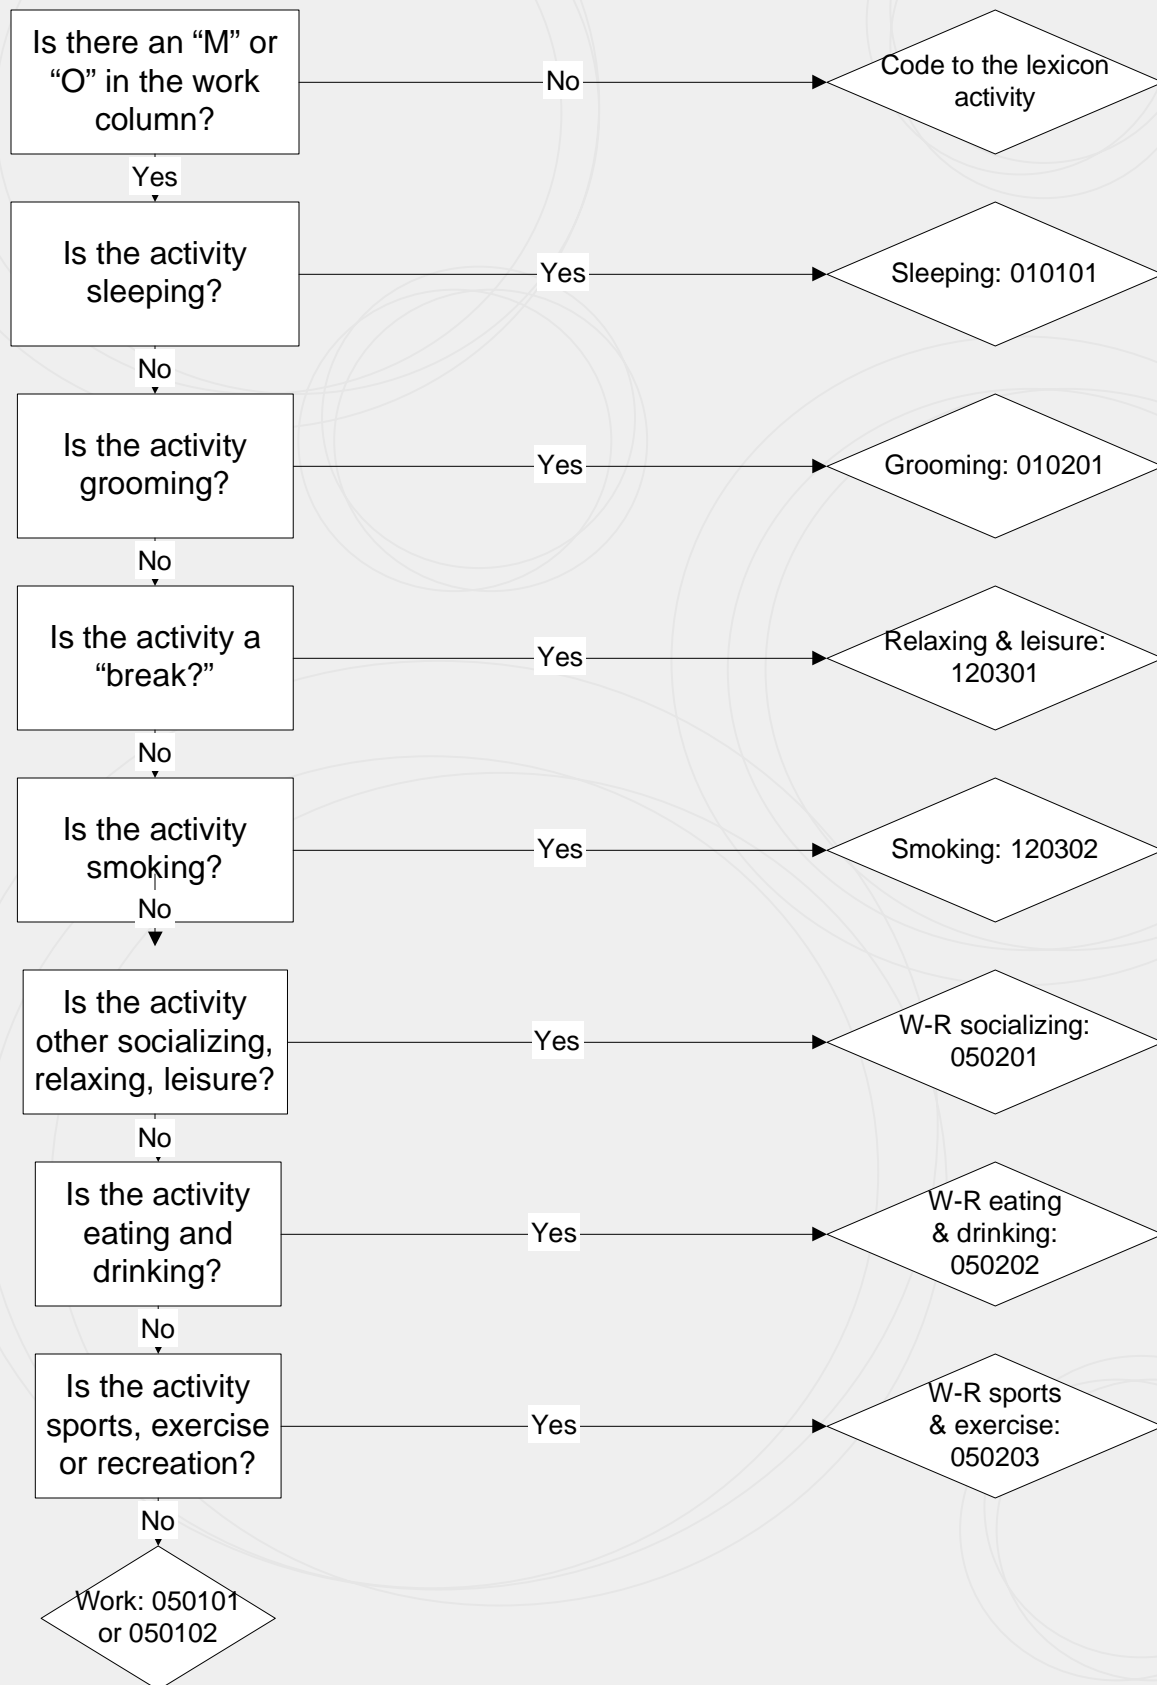 Is there an “M” or
“O” in the work
column?
No
Code to the lexicon
activity
Yes
Is the activity
sleeping?
Yes
Sleeping: 010101
No
Is the activity
grooming?
Yes
Grooming: 010201
No
Is the activity a
“break?”
Yes
Relaxing & leisure:
120301
No
Is the activity
smoking?
Yes
Smoking: 120302
No
Is the activity
other socializing,
relaxing, leisure?
Yes
W-R socializing:
050201
No
Is the activity
eating and
drinking?
Yes
W-R eating
& drinking:
050202
No
Is the activity
sports, exercise
or recreation?
Yes
W-R sports
& exercise:
050203
No
Work: 050101
or 050102